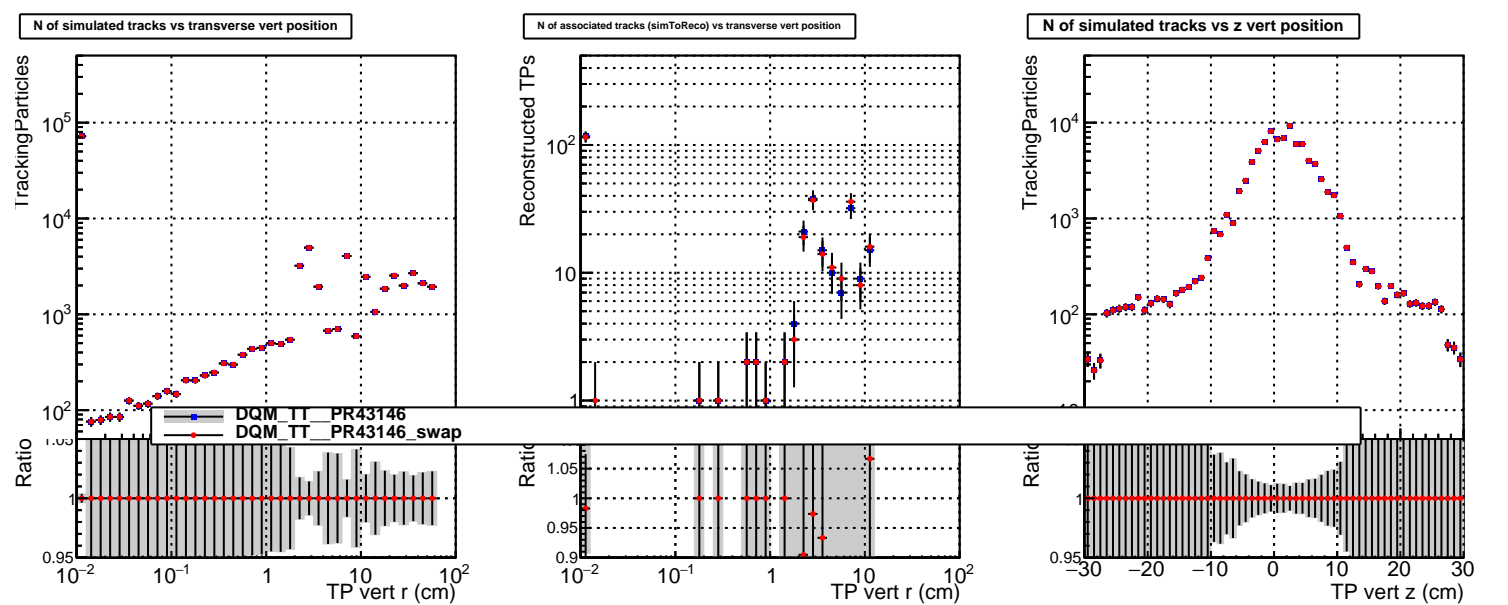 N of simulated tracks vs transverse vert position
TrackingParticles
10^5
10^4
10^3
10^2
Ratio
1.05
1
0.95
10^−2
10^−1
1
10
10^2
TP vert r (cm)
N of associated tracks (simToReco) vs transverse vert position
Reconstructed TPs
10^2
10
1
Ratio
1.05
1
0.95
0.9
10^−2
10^−1
1
10
10^2
TP vert r (cm)
N of simulated tracks vs z vert position
TrackingParticles
10^4
10^3
10^2
10
Ratio
1.05
1
0.95
−30
−20
−10
0
10
20
30
TP vert z (cm)
DQM_TT__PR43146
DQM_TT__PR43146_swap